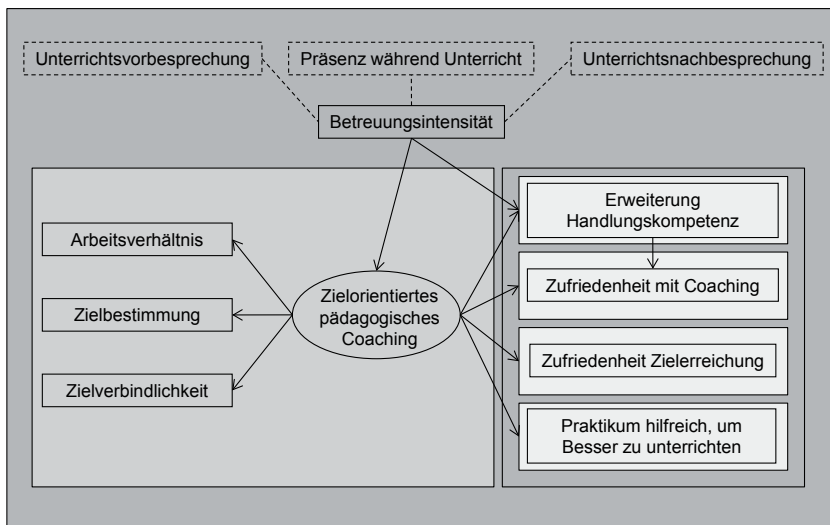 Unterrichtsvorbesprechung
Präsenz während Unterricht
Unterrichtsnachbesprechung
Betreuungsintensität
Arbeitsverhältnis
Zielbestimmung
Zielverbindlichkeit
Zielorientiertes
pädagogisches
Coaching
Erweiterung
Handlungskompetenz
Zufriedenheit mit Coaching
Zufriedenheit Zielerreichung
Praktikum hilfreich, um
Besser zu unterrichten